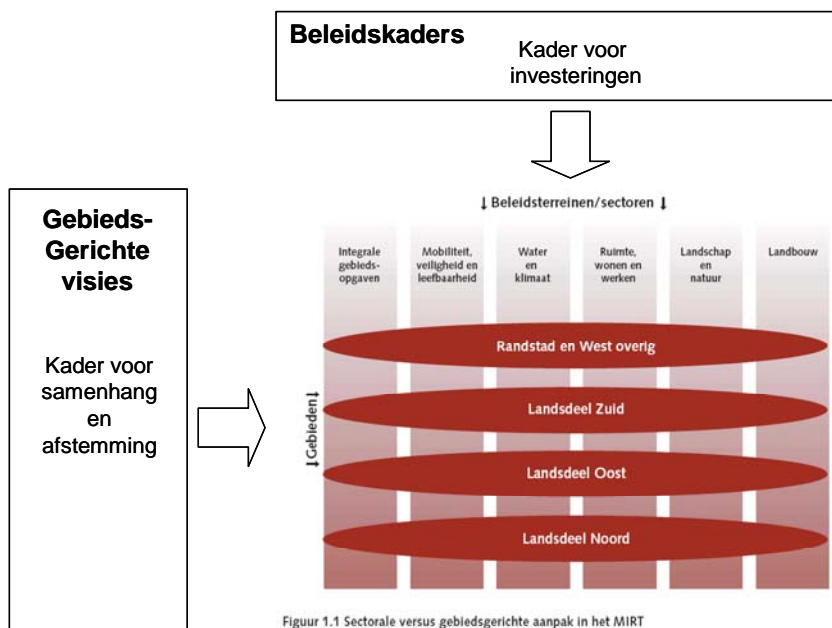 Beleidskaders
Kader voor
investeringen
Gebieds-
Gerichte
visies
Kader voor
samenhang
en
afstemming
↓ Beleidsterreinen/sectoren ↓
Integrale
gebieds-
opgaven
Mobiliteit,
veiligheid en
leefbaarheid
Water
en
klimaat
Ruimte,
wonen en
werken
Landschap
en
natuur
Landbouw
↓Gebieden↓
Randstad en West overig
Landsdeel Zuid
Landsdeel Oost
Landsdeel Noord
Figuur 1.1 Sectorale versus gebiedsgerichte aanpak in het MIRT